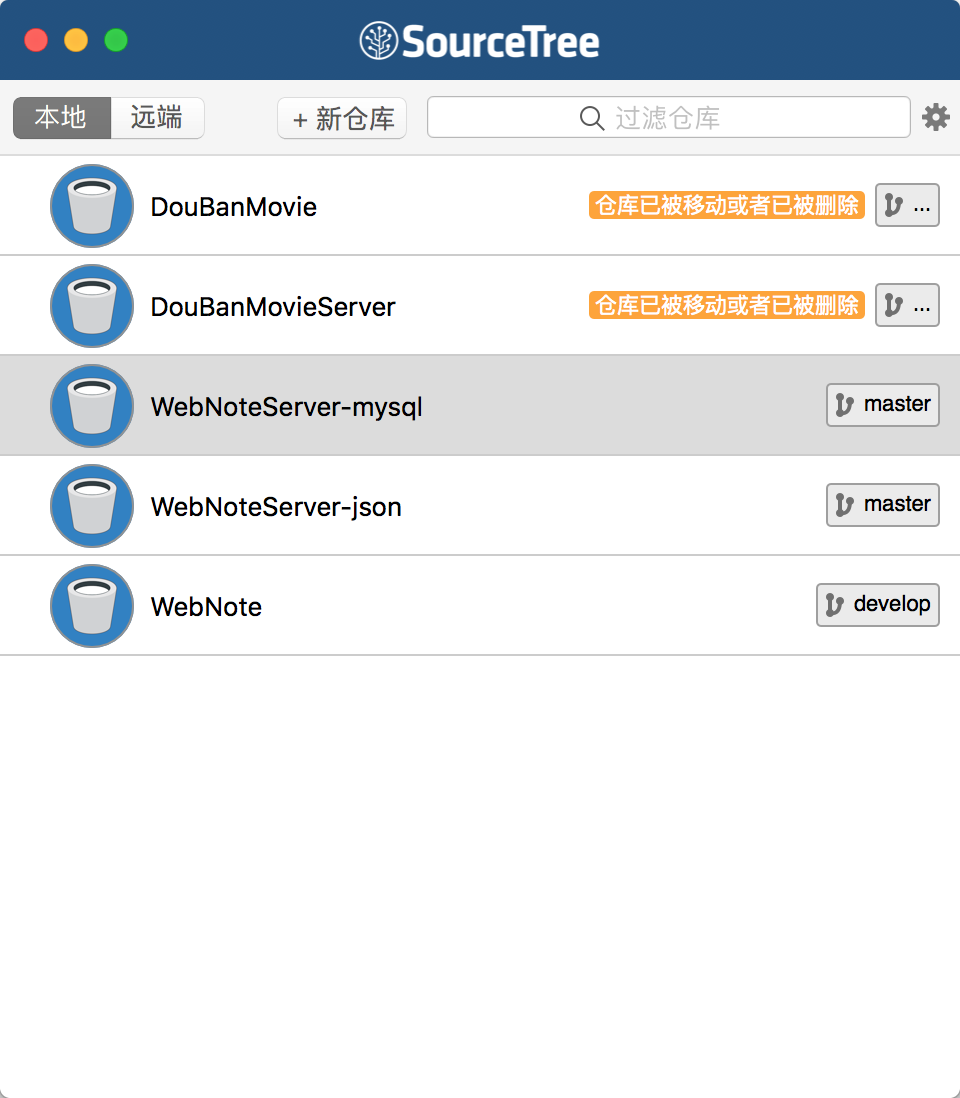 SourceTree
本地 远端 + 新仓库 过滤仓库
DouBanMovie 仓库已被移动或者已被删除 ...
DouBanMovieServer 仓库已被移动或者已被删除 ...
WebNoteServer-mysql master
WebNoteServer-json master
WebNote develop